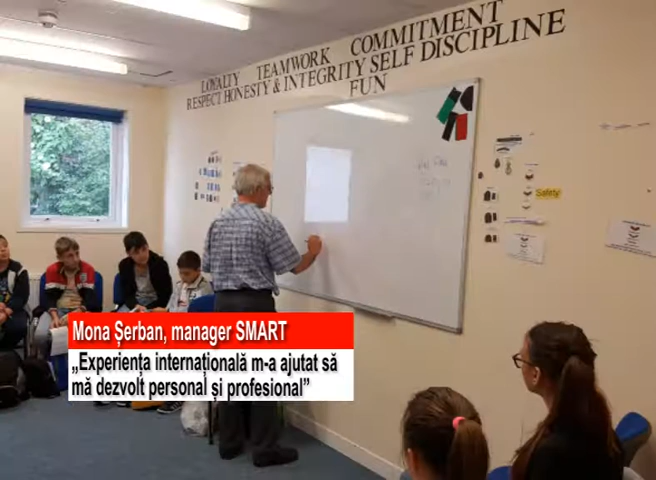 LOYALTY TEAMWORK COMMITMENT
RESPECT HONESTY & INTEGRITY SELF DISCIPLINE
FUN
Safety
Mona Șerban, manager SMART
„Experiența internațională m-a ajutat să
mă dezvolt personal și profesional”